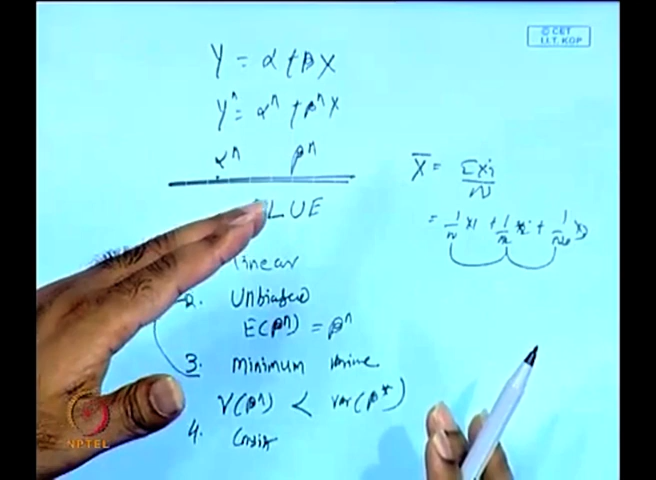 © CET
I.I.T. KGP
Y = α + βX
Y^ = α^ + β^X
α^ β^
LUE
linear
2. Unbiased
E(β^) = β^
3. minimum
V(β^) < var(β*)
4.
X̄ = Σxi / n
= 1/n x1 + 1/n x2 + 1/n x3
NPTEL